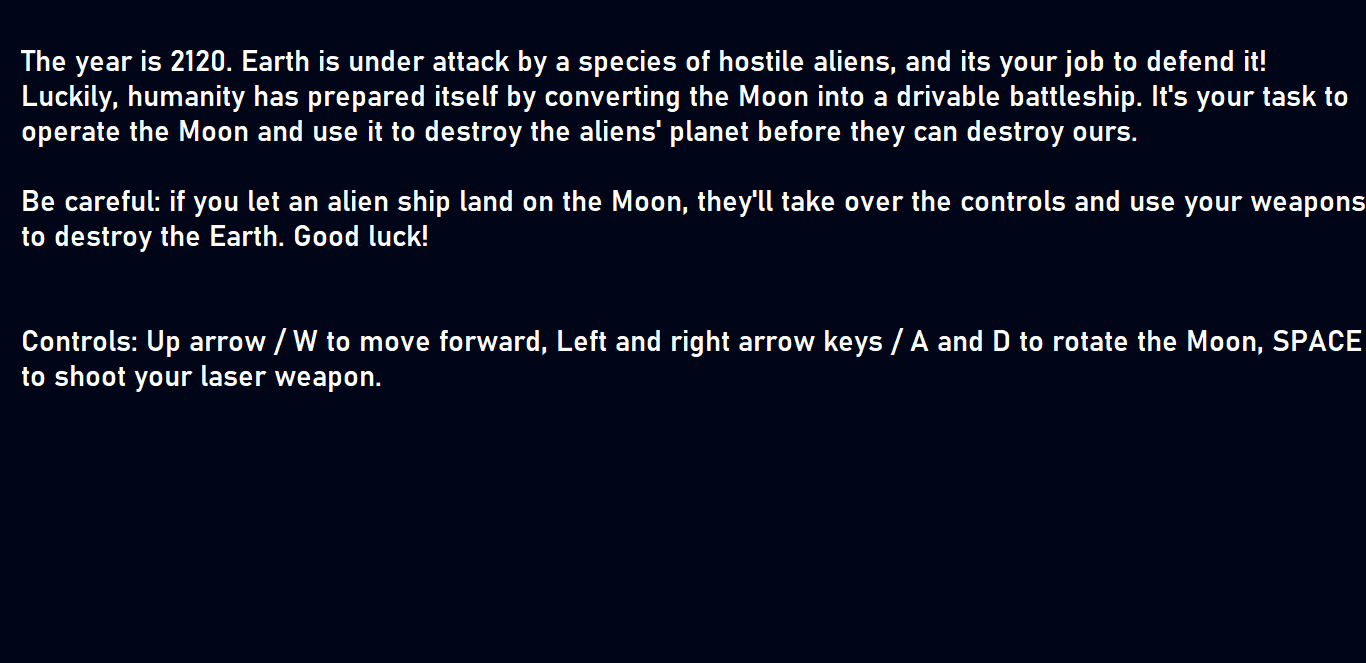 The year is 2120. Earth is under attack by a species of hostile aliens, and its your job to defend it!
Luckily, humanity has prepared itself by converting the Moon into a drivable battleship. It's your task to
operate the Moon and use it to destroy the aliens' planet before they can destroy ours.
Be careful: if you let an alien ship land on the Moon, they'll take over the controls and use your weapons
to destroy the Earth. Good luck!
Controls: Up arrow / W to move forward, Left and right arrow keys / A and D to rotate the Moon, SPACE
to shoot your laser weapon.